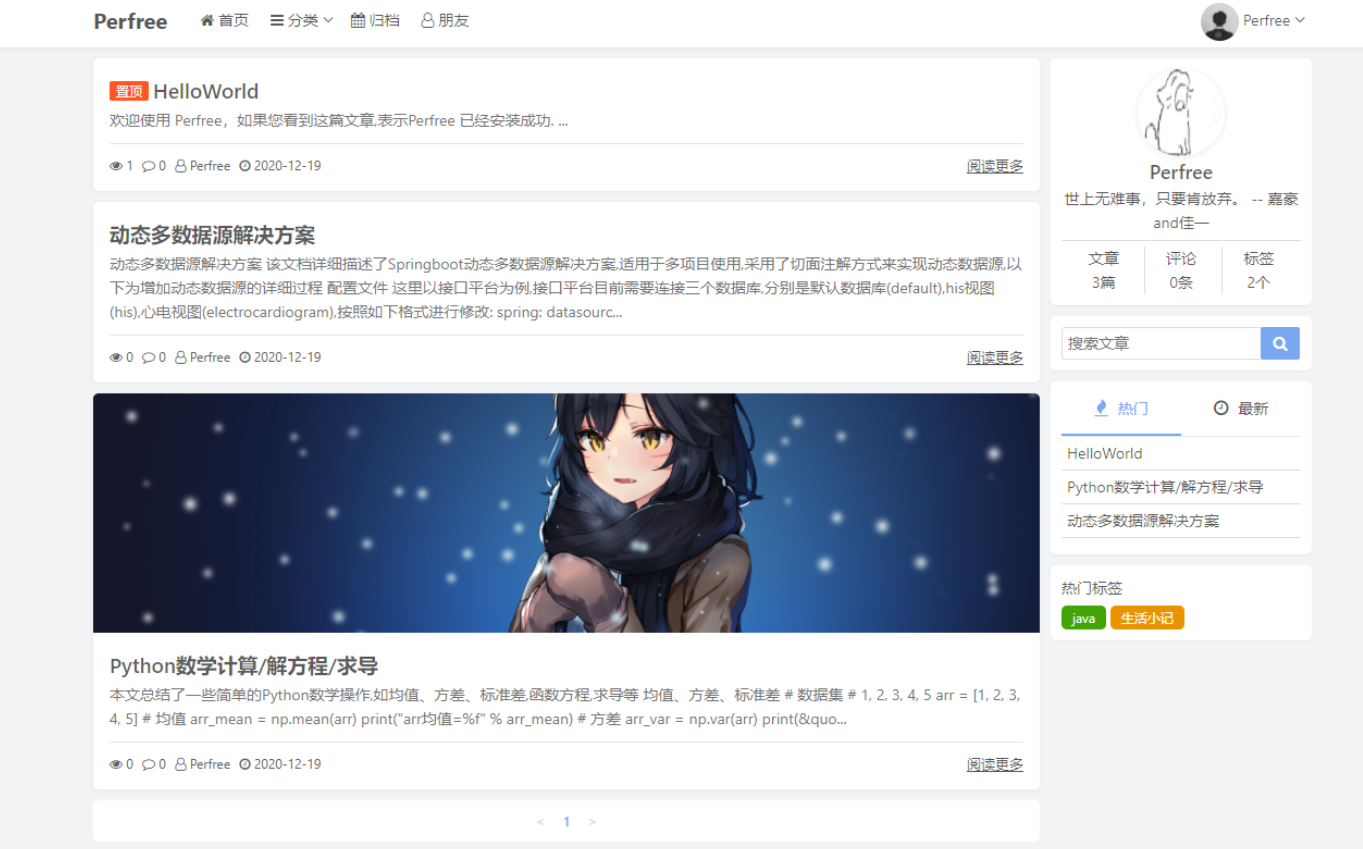 Perfree 首页 分类 归档 朋友 Perfree
置顶 HelloWorld
欢迎使用 Perfree，如果您看到这篇文章,表示Perfree 已经安装成功. ...
1 0 Perfree 2020-12-19 阅读更多
动态多数据源解决方案
动态多数据源解决方案 该文档详细描述了Springboot动态多数据源解决方案,适用于多项目使用,采用了切面注解方式来实现动态数据源,以
下为增加动态数据源的详细过程 配置文件 这里以接口平台为例,接口平台目前需要连接三个数据库,分别是默认数据库(default),his视图
(his),心电视图(electrocardiogram),按照如下格式进行修改: spring: datasourc...
0 0 Perfree 2020-12-19 阅读更多
Python数学计算/解方程/求导
本文总结了一些简单的Python数学操作,如均值、方差、标准差,函数方程,求导等 均值、方差、标准差 # 数据集 # 1, 2, 3, 4, 5 arr = [1, 2, 3,
4, 5] # 均值 arr_mean = np.mean(arr) print("arr均值=%f" % arr_mean) # 方差 arr_var = np.var(arr) print(&quo...
0 0 Perfree 2020-12-19 阅读更多
< 1 >
Perfree
世上无难事，只要肯放弃。 -- 嘉豪
and佳一
文章 评论 标签
3篇 0条 2个
搜索文章
热门 最新
HelloWorld
Python数学计算/解方程/求导
动态多数据源解决方案
热门标签
java 生活小记